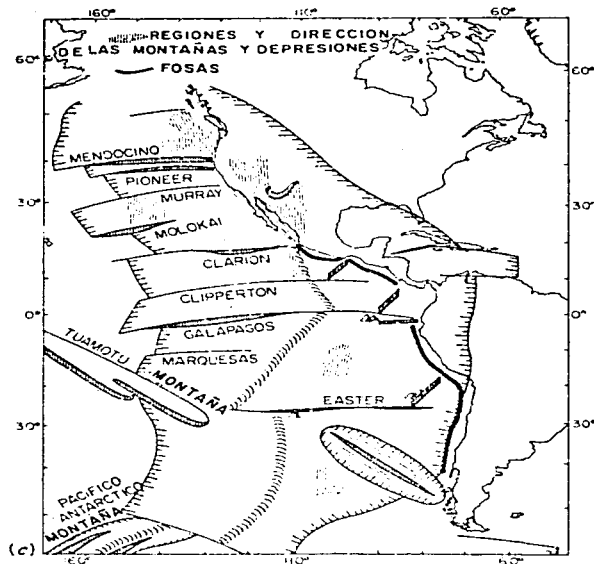 160° 110° 60°
REGIONES Y DIRECCION
DE LAS MONTAÑAS Y DEPRESIONES
FOSAS
60° 60°
MENDOCINO
PIONEER
30° 30°
MURRAY
MOLOKAI
CLARION
CLIPPERTON
0° 0°
GALAPAGOS
TUAMOTU
MARQUESAS
MONTAÑA
EASTER
30° 30°
PACIFICO
ANTARCTICO
MONTAÑA
(c)
160° 110° 60°